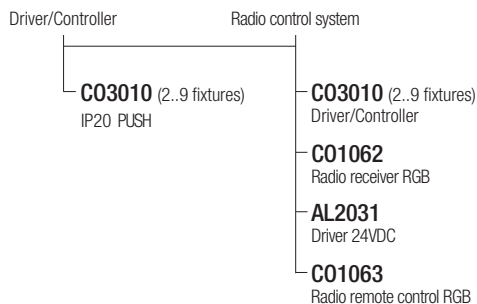 Driver/Controller
Radio control system
CO3010 (2..9 fixtures)
IP20 PUSH
CO3010 (2..9 fixtures)
Driver/Controller
CO1062
Radio receiver RGB
AL2031
Driver 24VDC
CO1063
Radio remote control RGB